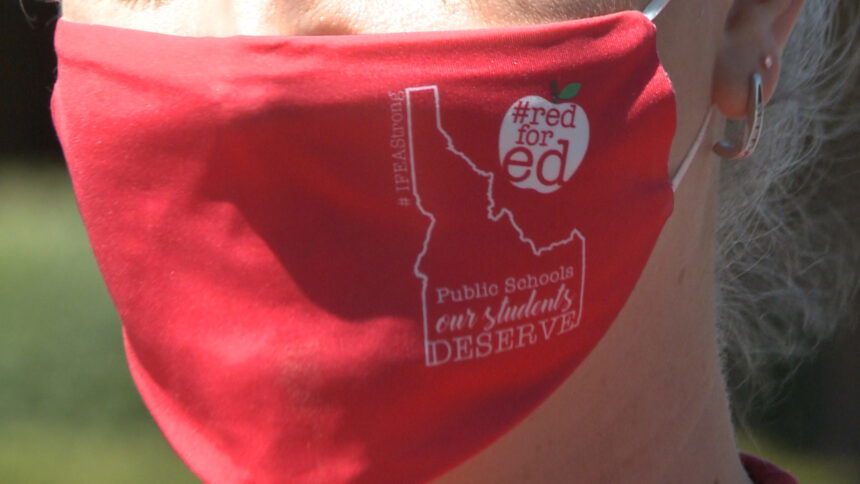 #red
for
ed
#IFEAStrong
Public Schools
our students
DESERVE